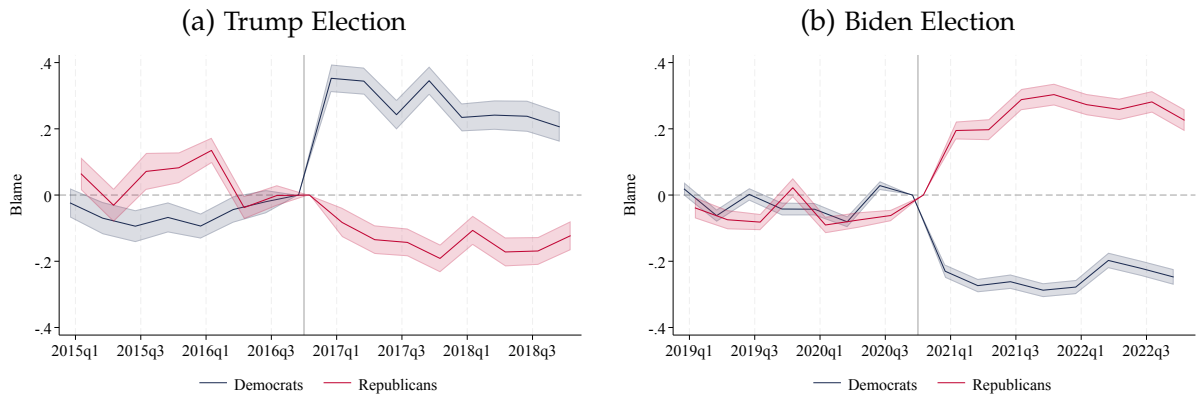 (a) Trump Election
Blame
.4
.2
0
-.2
-.4
2015q1 2015q3 2016q1 2016q3 2017q1 2017q3 2018q1 2018q3
Democrats Republicans
(b) Biden Election
Blame
.4
.2
0
-.2
-.4
2019q1 2019q3 2020q1 2020q3 2021q1 2021q3 2022q1 2022q3
Democrats Republicans